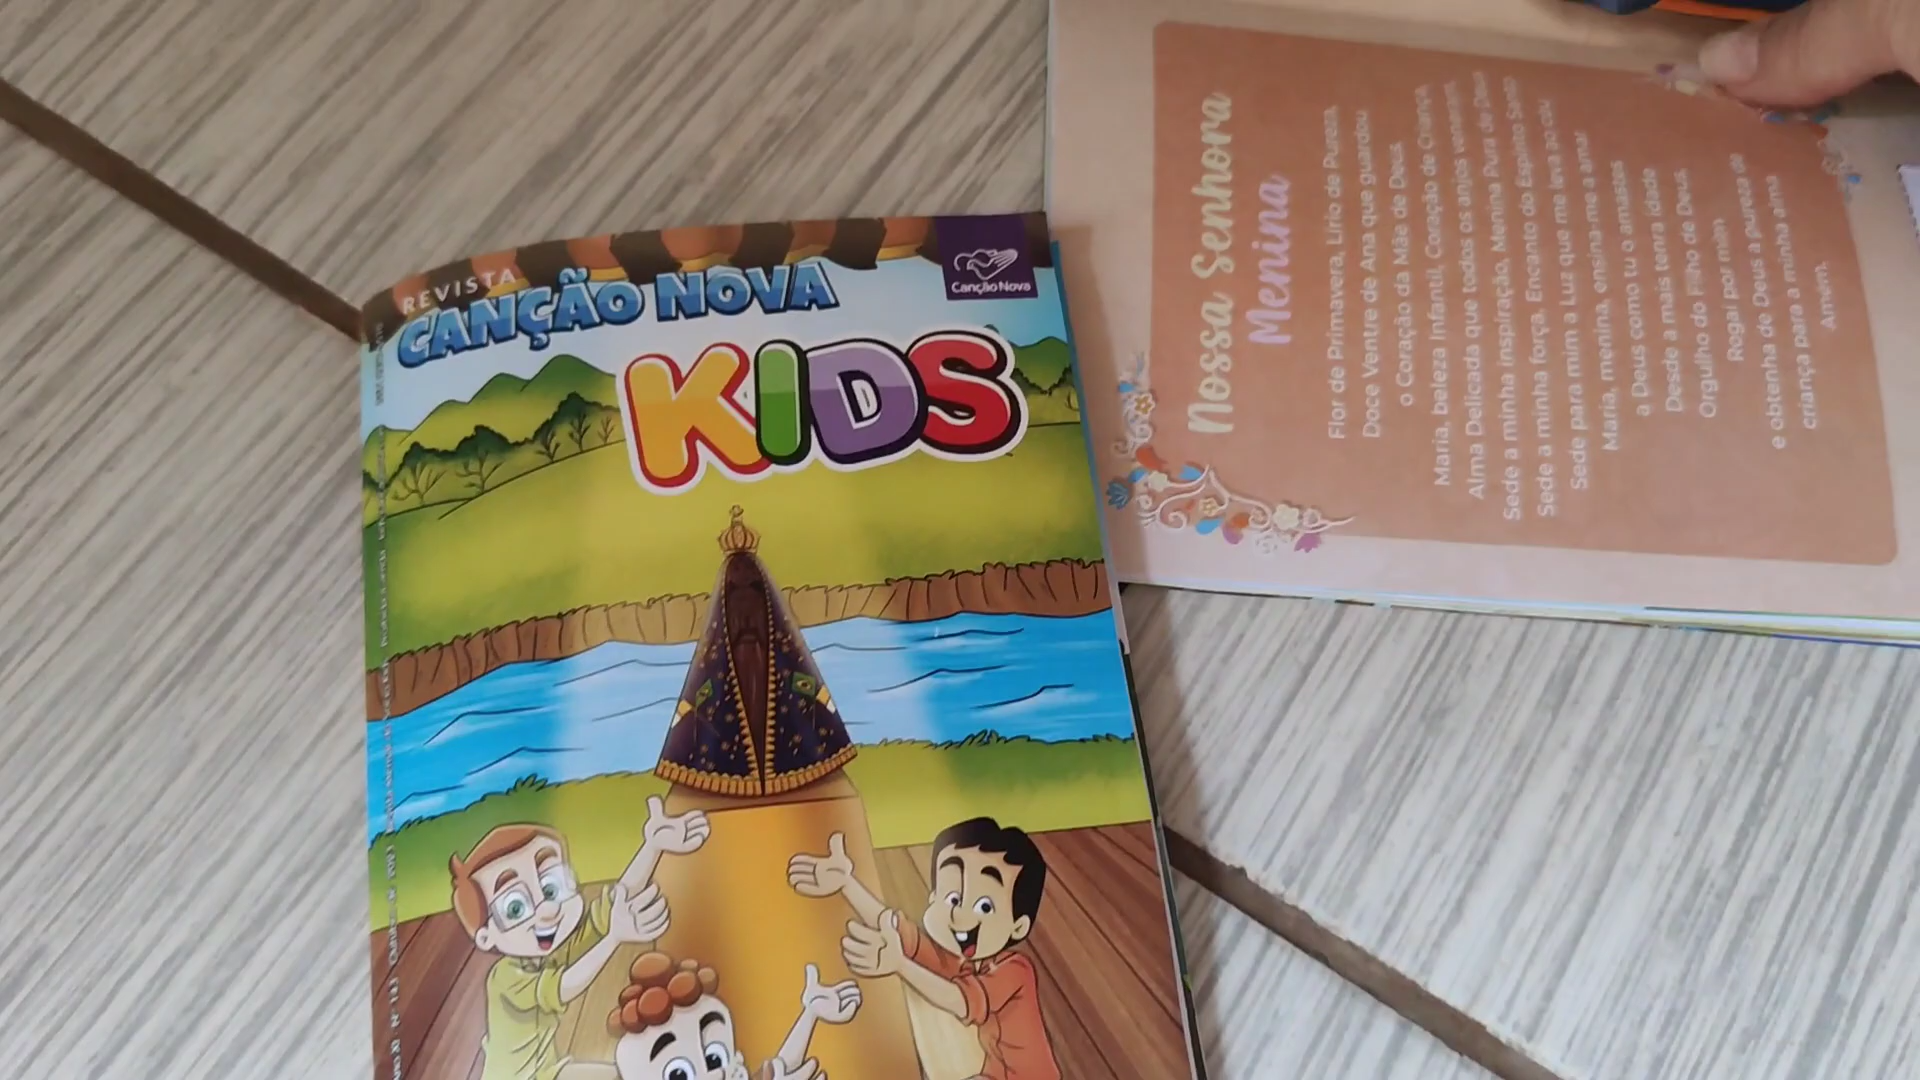 REVISTA
CANÇÃO NOVA
KIDS
Canção Nova
Nossa Senhora
Menina
Flor de Primavera, Lírio de Pureza,
Doce Ventre de Ana que guardou
o Coração da Mãe de Deus.
Maria, beleza Infantil, Coração de Criança,
Alma Delicada que todos os anjos veneram,
Sede a minha inspiração, Menina Pura de Deus
Sede a minha força, Encanto do Espírito Santo
Sede para mim a Luz que me leva ao céu
Maria, menina, ensina-me a amar
a Deus como tu o amastes
Desde a mais tenra idade
Orgulho do Filho de Deus,
Rogai por mim
e obtenha de Deus a pureza de
criança para a minha alma
Amém.